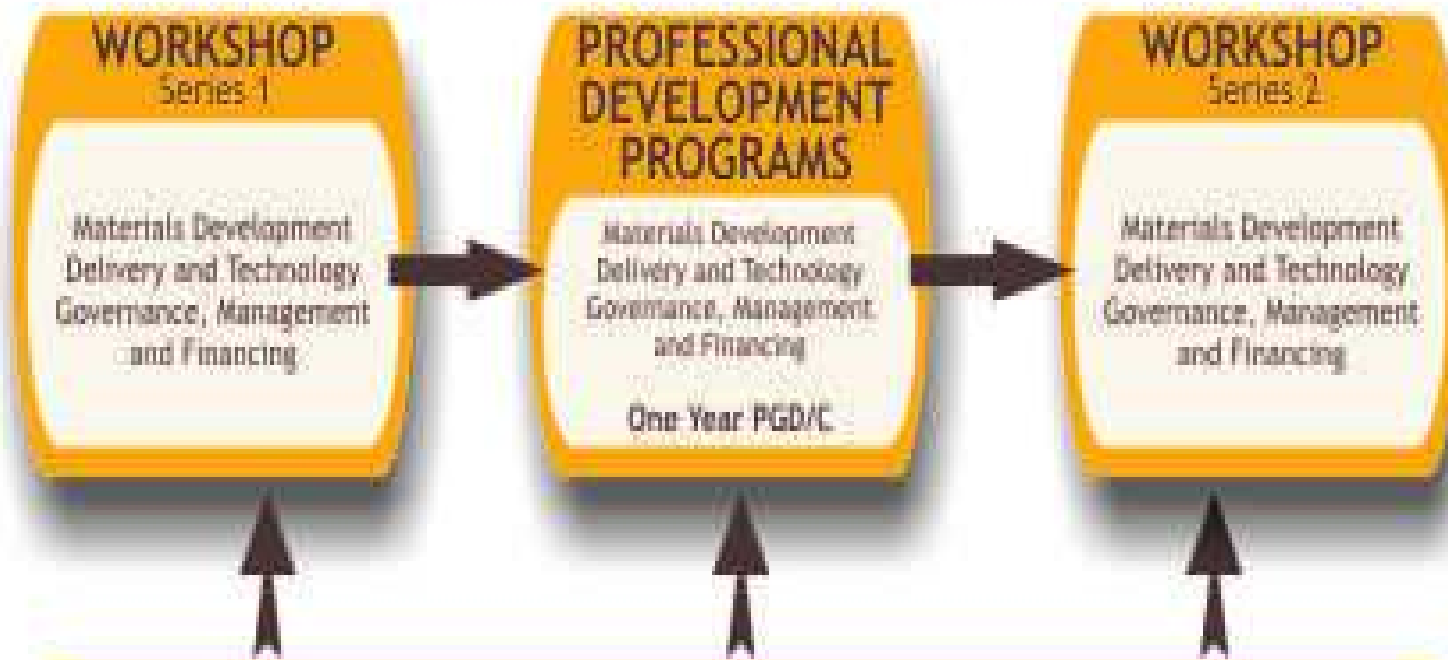 WORKSHOP
Series 1
Materials Development
Delivery and Technology
Governance, Management
and Financing
PROFESSIONAL
DEVELOPMENT
PROGRAMS
Materials Development
Delivery and Technology
Governance, Management
and Financing
One Year PGD/C
WORKSHOP
Series 2
Materials Development
Delivery and Technology
Governance, Management
and Financing